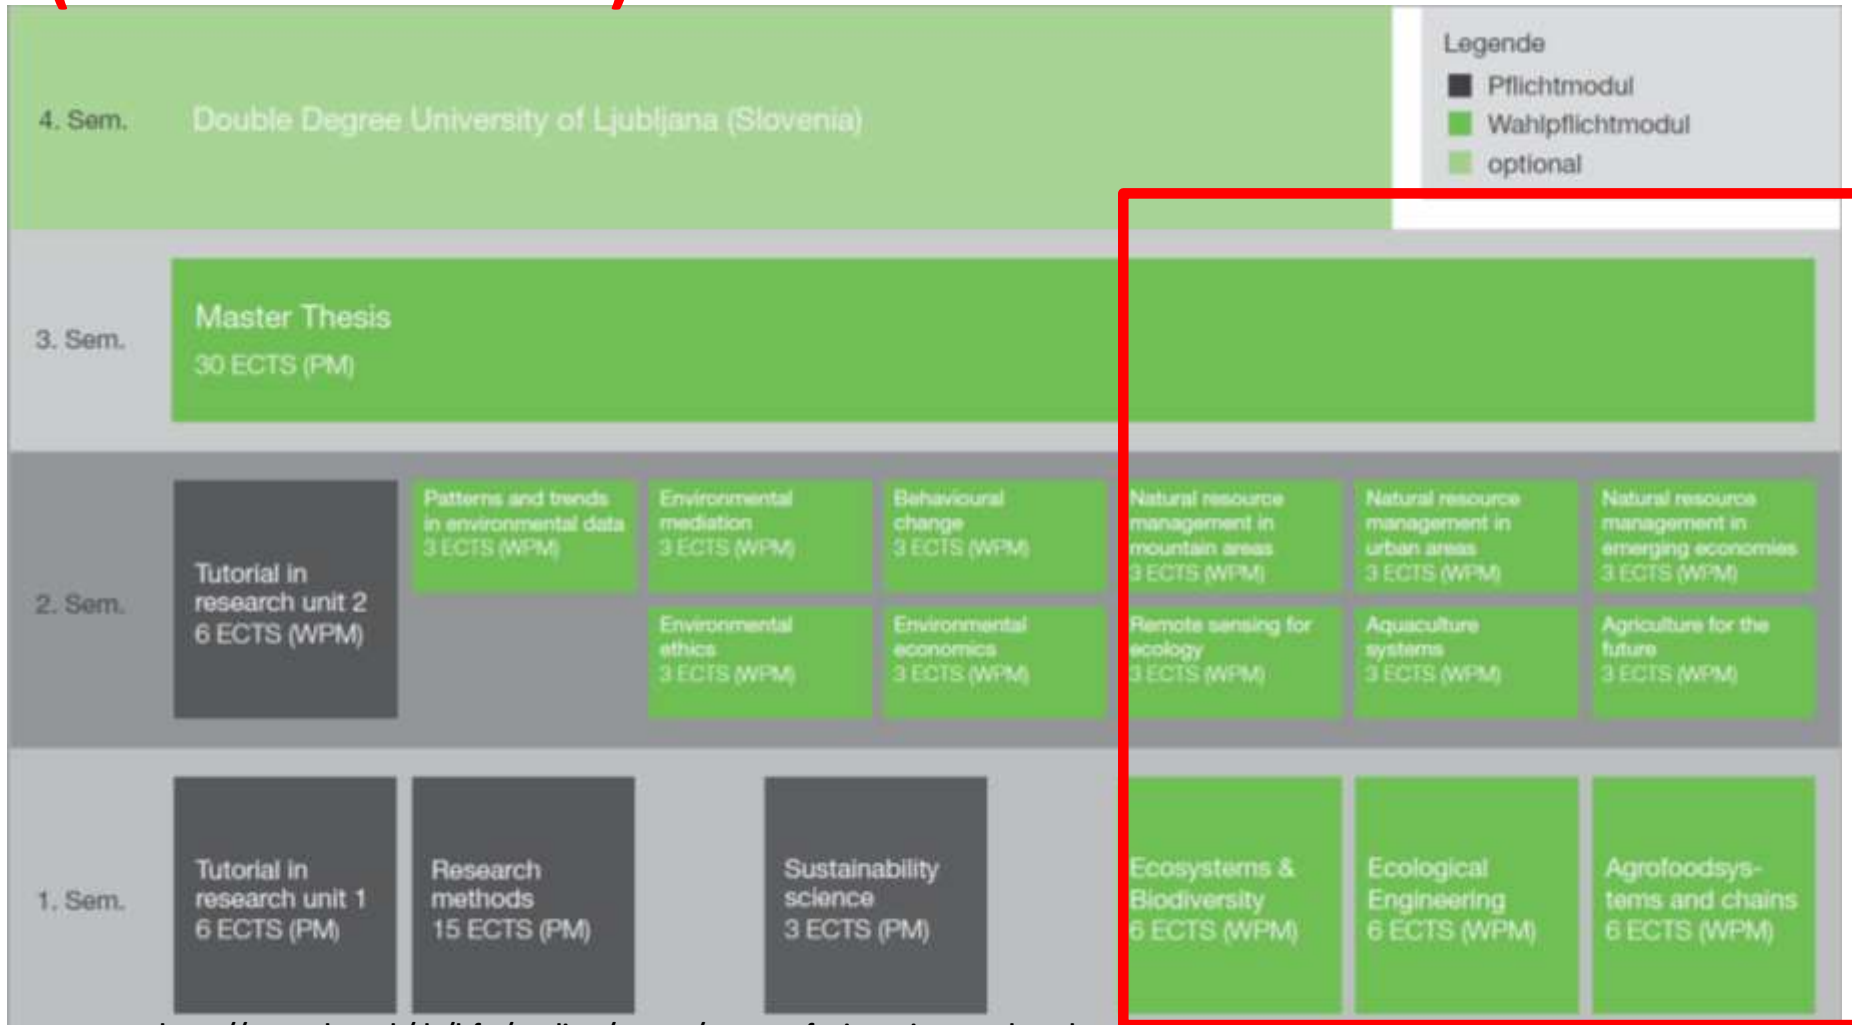 Legende
Pflichtmodul
Wahlpflichtmodul
optional
4. Sem.
Double Degree University of Ljubljana (Slovenia)
3. Sem.
Master Thesis
30 ECTS (PM)
2. Sem.
Tutorial in
research unit 2
6 ECTS (WPM)
Patterns and trends
in environmental data
3 ECTS (WPM)
Environmental
mediation
3 ECTS (WPM)
Behavioural
change
3 ECTS (WPM)
Natural resource
management in
mountain areas
3 ECTS (WPM)
Natural resource
management in
urban areas
3 ECTS (WPM)
Natural resource
management in
emerging economies
3 ECTS (WPM)
Environmental
ethics
3 ECTS (WPM)
Environmental
economics
3 ECTS (WPM)
Remote sensing for
ecology
3 ECTS (WPM)
Aquaculture
systems
3 ECTS (WPM)
Agriculture for the
future
3 ECTS (WPM)
1. Sem.
Tutorial in
research unit 1
6 ECTS (PM)
Research
methods
15 ECTS (PM)
Sustainability
science
3 ECTS (PM)
Ecosystems &
Biodiversity
6 ECTS (WPM)
Ecological
Engineering
6 ECTS (WPM)
Agrofoodsys-
tems and chains
6 ECTS (WPM)